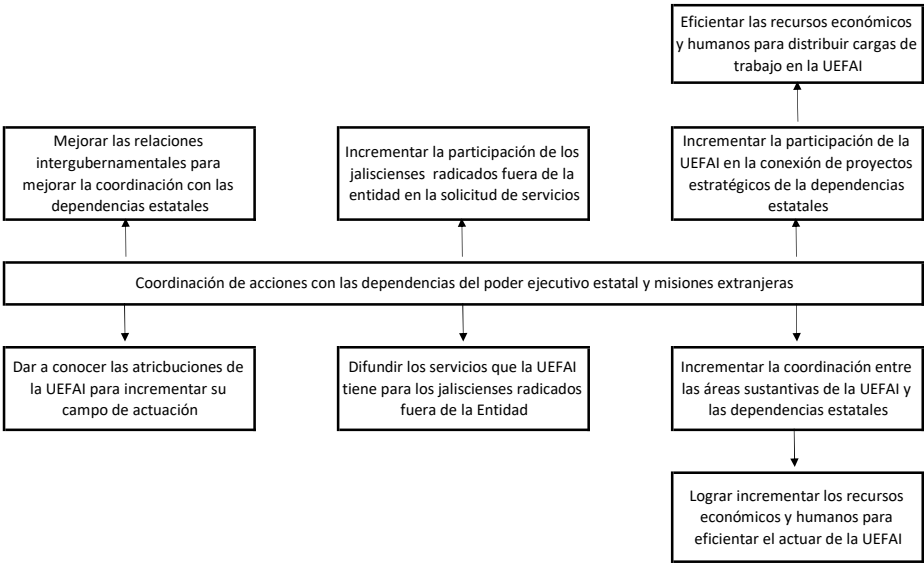 Eficientar las recursos económicos
y humanos para distribuir cargas de
trabajo en la UEFAI
Mejorar las relaciones
intergubernamentales para
mejorar la coordinación con las
dependencias estatales
Incrementar la participación de los
jaliscienses radicados fuera de la
entidad en la solicitud de servicios
Incrementar la participación de la
UEFAI en la conexión de proyectos
estratégicos de la dependencias
estatales
Coordinación de acciones con las dependencias del poder ejecutivo estatal y misiones extranjeras
Dar a conocer las atricbuciones de
la UEFAI para incrementar su
campo de actuación
Difundir los servicios que la UEFAI
tiene para los jaliscienses radicados
fuera de la Entidad
Incrementar la coordinación entre
las áreas sustantivas de la UEFAI y
las dependencias estatales
Lograr incrementar los recursos
económicos y humanos para
eficientar el actuar de la UEFAI